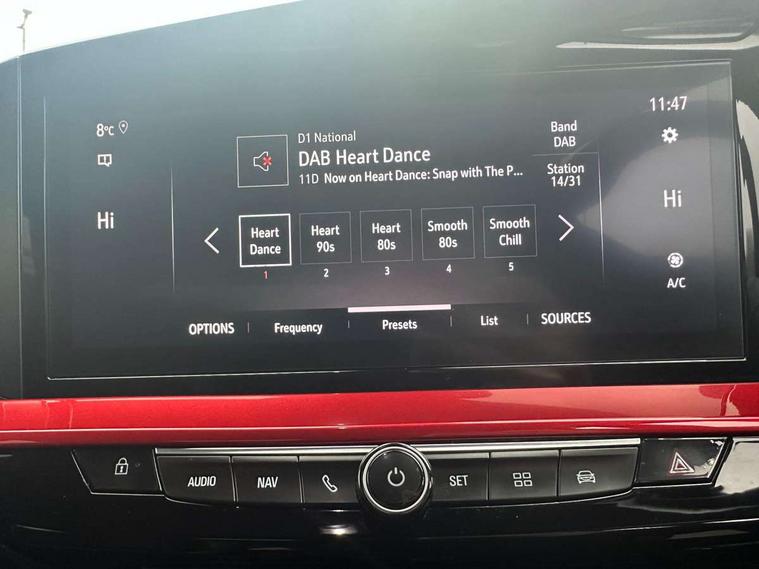 8°C
11:47
D1 National
DAB Heart Dance
11D Now on Heart Dance: Snap with The P...
Band
DAB
Station
14/31
Hi
Hi
Heart
Dance
Heart
90s
Heart
80s
Smooth
80s
Smooth
Chill
1
2
3
4
5
A/C
OPTIONS
Frequency
Presets
List
SOURCES
AUDIO
NAV
SET